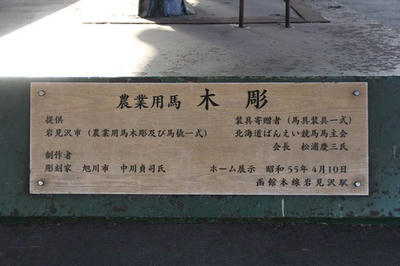 農業用馬 木彫
提供
岩見沢市（農業用馬木彫及び馬橇一式）
制作者
彫刻家 旭川市 中川貞司氏
装具寄贈者（馬具装具一式）
北海道ばんえい競馬馬主会
会長 松浦慶三氏
ホーム展示 昭和55年4月10日
函館本線岩見沢駅